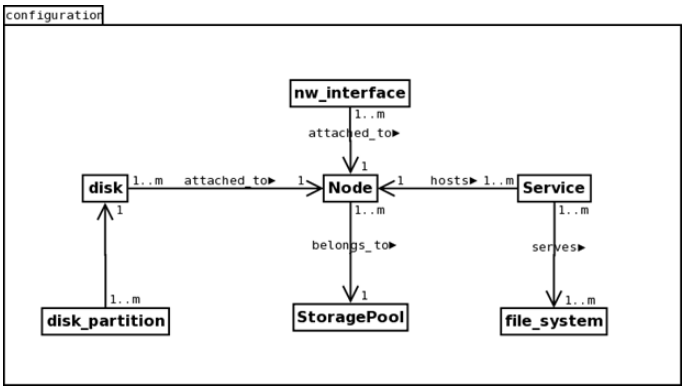 configuration
nw_interface
1..m
attached_to▶
1
disk
1..m
attached_to▶
1
Node
1
hosts▶
1..m
Service
1
1..m
1..m
belongs_to▶
serves▶
1..m
1
1..m
disk_partition
StoragePool
file_system